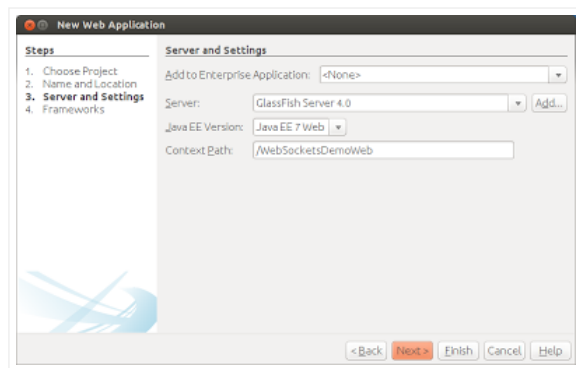 New Web Application
Steps
1. Choose Project
2. Name and Location
3. Server and Settings
4. Frameworks
Server and Settings
Add to Enterprise Application: <None>
Server: GlassFish Server 4.0 Add...
Java EE Version: Java EE 7 Web
Context Path: /WebSocketsDemoWeb
< Back Next > Finish Cancel Help